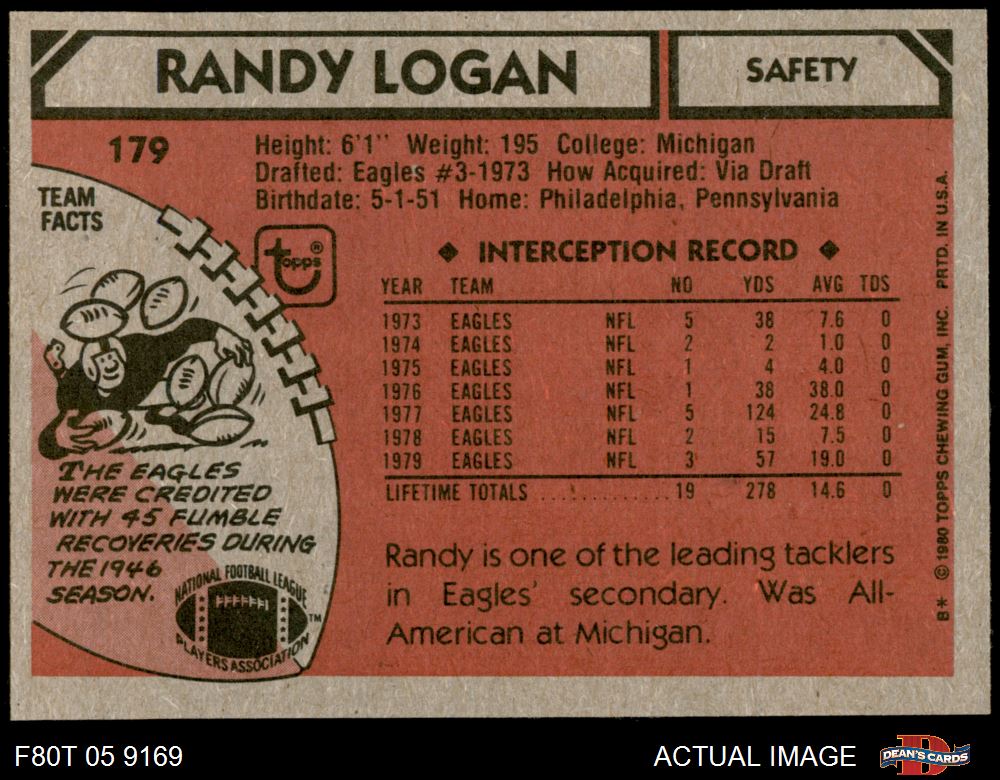 RANDY LOGAN
SAFETY
179
Height: 6'1" Weight: 195 College: Michigan
Drafted: Eagles #3-1973 How Acquired: Via Draft
Birthdate: 5-1-51 Home: Philadelphia, Pennsylvania
TEAM
FACTS
topps®
◆ INTERCEPTION RECORD ◆
YEAR TEAM NO YDS AVG TDS
1973 EAGLES NFL 5 38 7.6 0
1974 EAGLES NFL 2 2 1.0 0
1975 EAGLES NFL 1 4 4.0 0
1976 EAGLES NFL 1 38 38.0 0
1977 EAGLES NFL 5 124 24.8 0
1978 EAGLES NFL 2 15 7.5 0
1979 EAGLES NFL 3 57 19.0 0
LIFETIME TOTALS ............ 19 278 14.6 0
THE EAGLES
WERE CREDITED
WITH 45 FUMBLE
RECOVERIES DURING
THE 1946
SEASON.
NATIONAL FOOTBALL LEAGUE
PLAYERS ASSOCIATION
™
Randy is one of the leading tacklers
in Eagles' secondary. Was All-
American at Michigan.
B* © 1980 TOPPS CHEWING GUM, INC. PRTD. IN U.S.A.
F80T 05 9169
ACTUAL IMAGE
D
DEAN'S CARDS